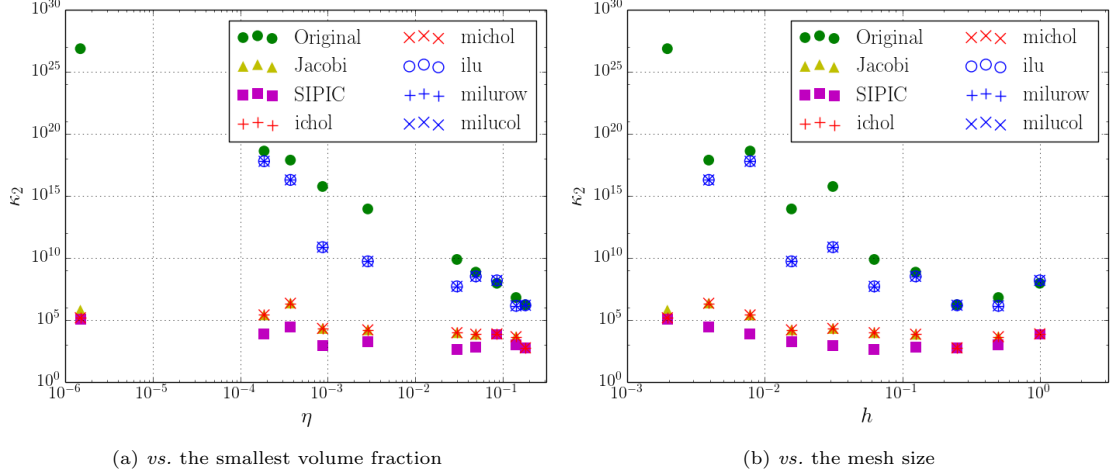 10^30
10^25
10^20
10^15
10^10
10^5
10^0
κ₂
Original
Jacobi
SIPIC
ichol
michol
ilu
milurow
milucol
10^−6
10^−5
10^−4
10^−3
10^−2
10^−1
η
(a) vs. the smallest volume fraction
10^30
10^25
10^20
10^15
10^10
10^5
10^0
κ₂
Original
Jacobi
SIPIC
ichol
michol
ilu
milurow
milucol
10^−3
10^−2
10^−1
10^0
h
(b) vs. the mesh size